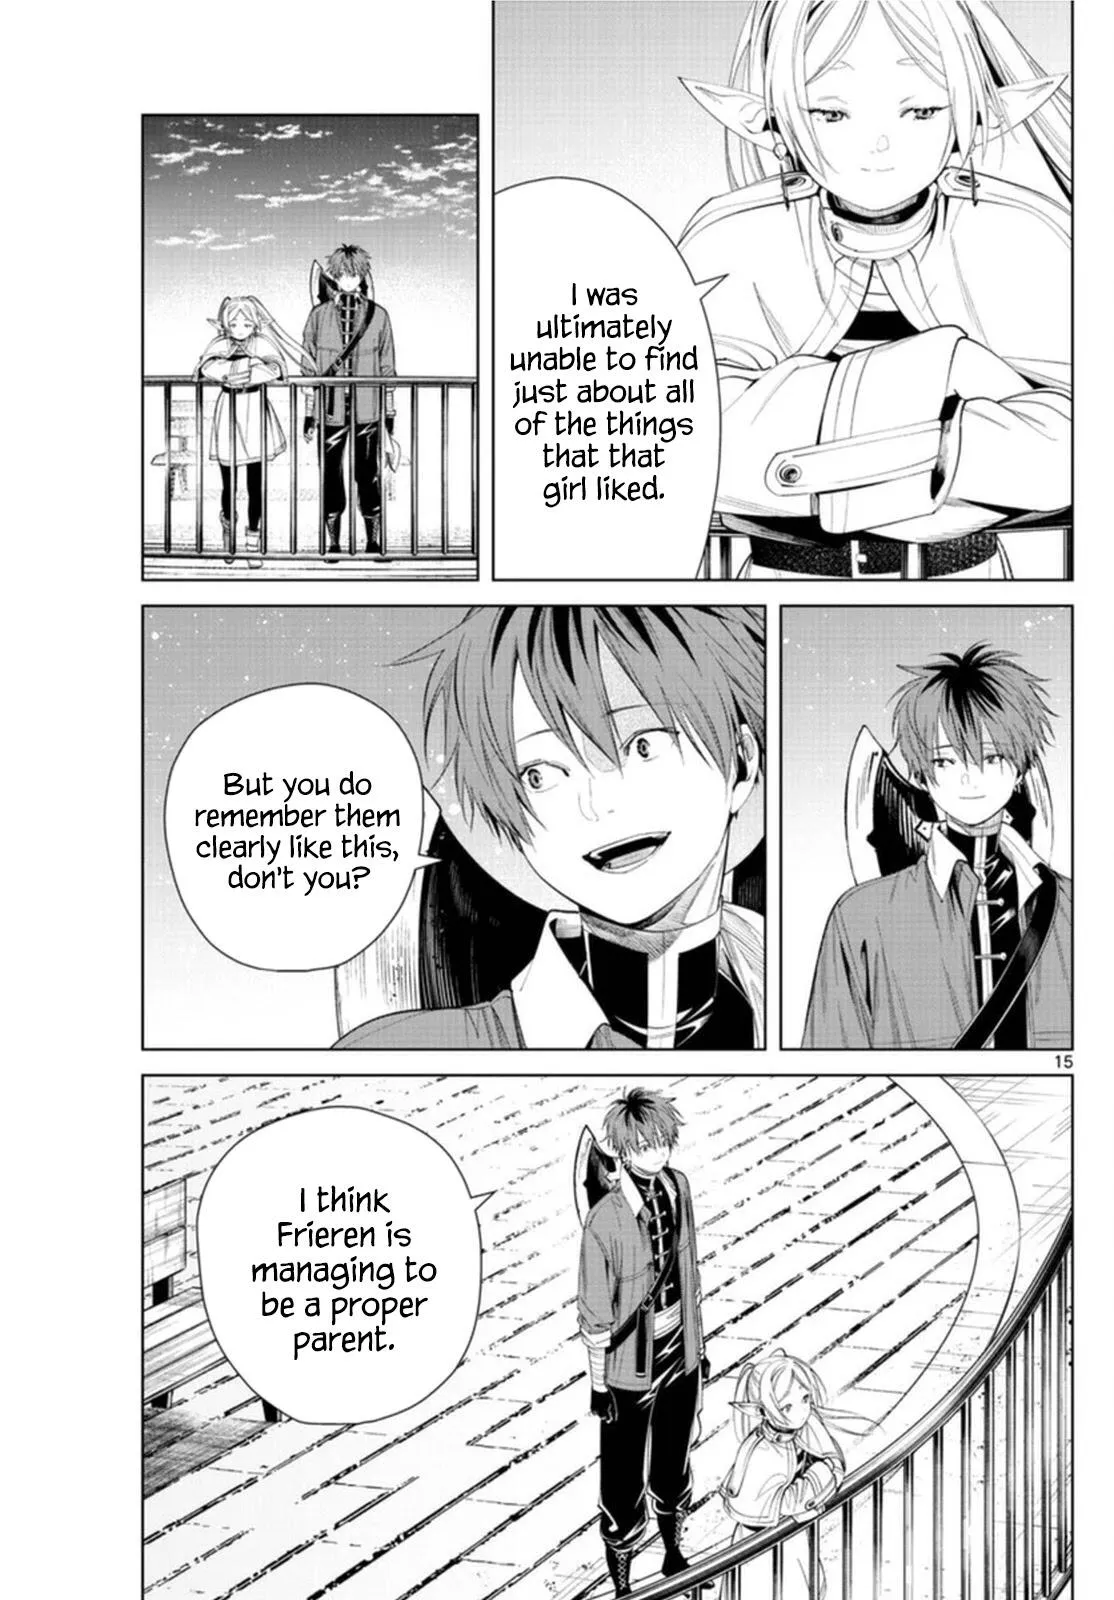 I was
ultimately
unable to find
just about all
of the things
that that
girl liked.
But you do
remember them
clearly like this,
don't you?
15
I think
Frieren is
managing to
be a proper
parent.